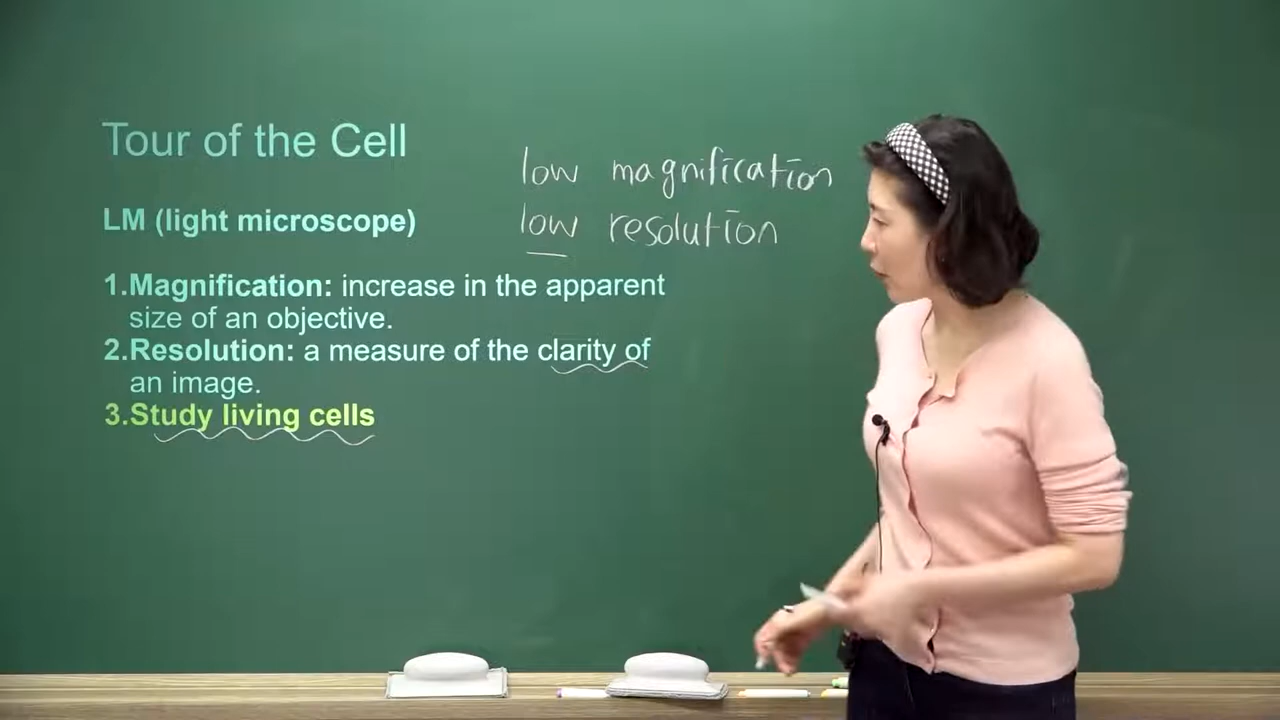 Tour of the Cell
low magnification
LM (light microscope)
low resolution
1.Magnification: increase in the apparent
size of an objective.
2.Resolution: a measure of the clarity of
an image.
3.Study living cells